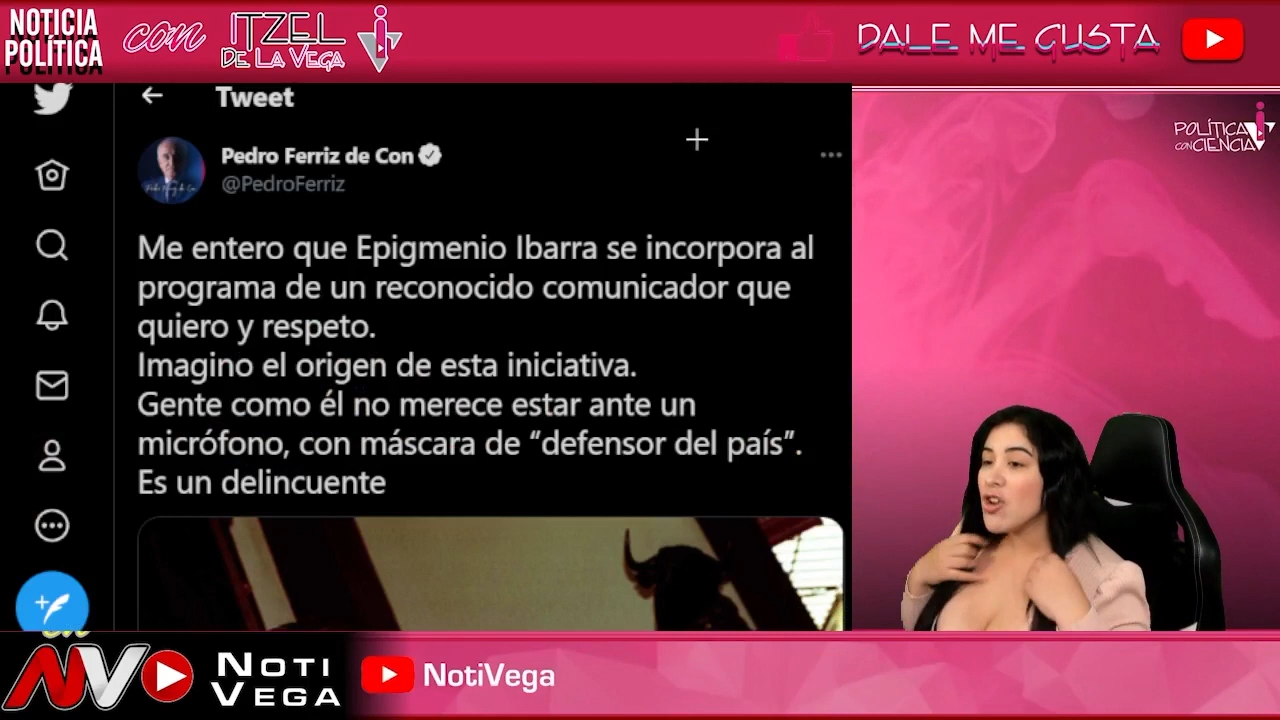 NOTICIA
POLÍTICA
con
ITZEL
DE LA VEGA
DALE ME GUSTA
Tweet
Pedro Ferriz de Con
@PedroFerriz
Me entero que Epigmenio Ibarra se incorpora al
programa de un reconocido comunicador que
quiero y respeto.
Imagino el origen de esta iniciativa.
Gente como él no merece estar ante un
micrófono, con máscara de “defensor del país”.
Es un delincuente
POLÍTICA
CON CIENCIA
en
NV
NOTI
VEGA
NotiVega